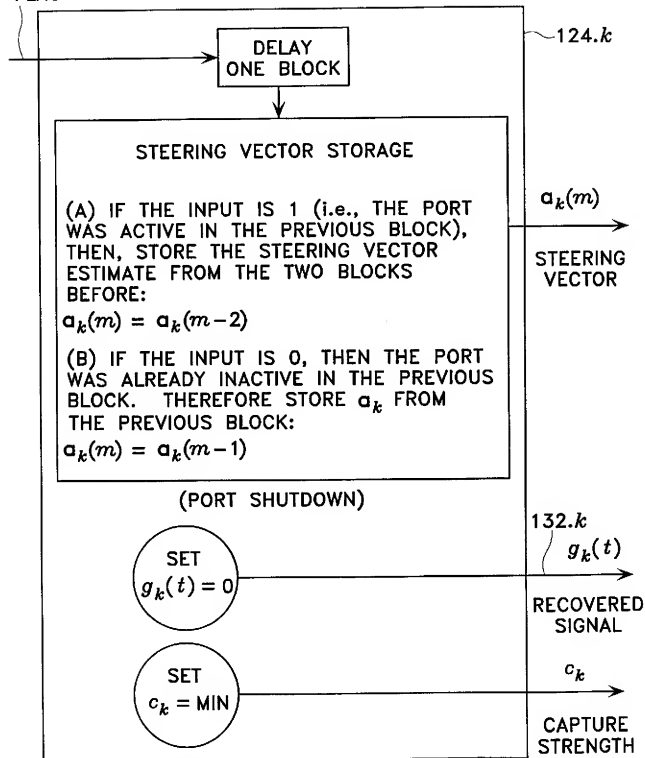 DELAY
ONE BLOCK
124.k
STEERING VECTOR STORAGE
(A) IF THE INPUT IS 1 (i.e., THE PORT
WAS ACTIVE IN THE PREVIOUS BLOCK),
THEN, STORE THE STEERING VECTOR
ESTIMATE FROM THE TWO BLOCKS
BEFORE:
a_k(m) = a_k(m-2)
(B) IF THE INPUT IS 0, THEN THE PORT
WAS ALREADY INACTIVE IN THE PREVIOUS
BLOCK. THEREFORE STORE a_k FROM
THE PREVIOUS BLOCK:
a_k(m) = a_k(m-1)
a_k(m)
STEERING
VECTOR
(PORT SHUTDOWN)
SET
g_k(t) = 0
132.k
g_k(t)
RECOVERED
SIGNAL
SET
c_k = MIN
c_k
CAPTURE
STRENGTH